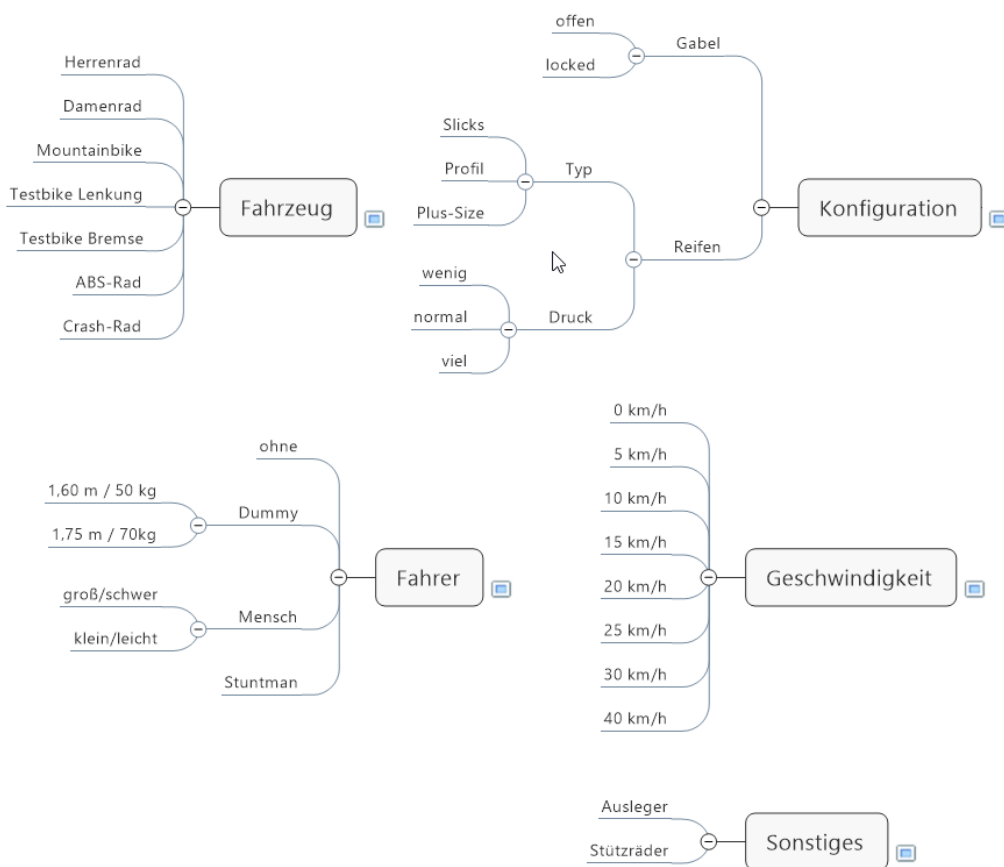 Herrenrad
Damenrad
Mountainbike
Testbike Lenkung
Testbike Bremse
ABS-Rad
Crash-Rad
Fahrzeug
offen
locked
Gabel
Slicks
Profil
Plus-Size
Typ
wenig
normal
viel
Druck
Reifen
Konfiguration
ohne
1,60 m / 50 kg
1,75 m / 70kg
Dummy
groß/schwer
klein/leicht
Mensch
Stuntman
Fahrer
0 km/h
5 km/h
10 km/h
15 km/h
20 km/h
25 km/h
30 km/h
40 km/h
Geschwindigkeit
Ausleger
Stützräder
Sonstiges